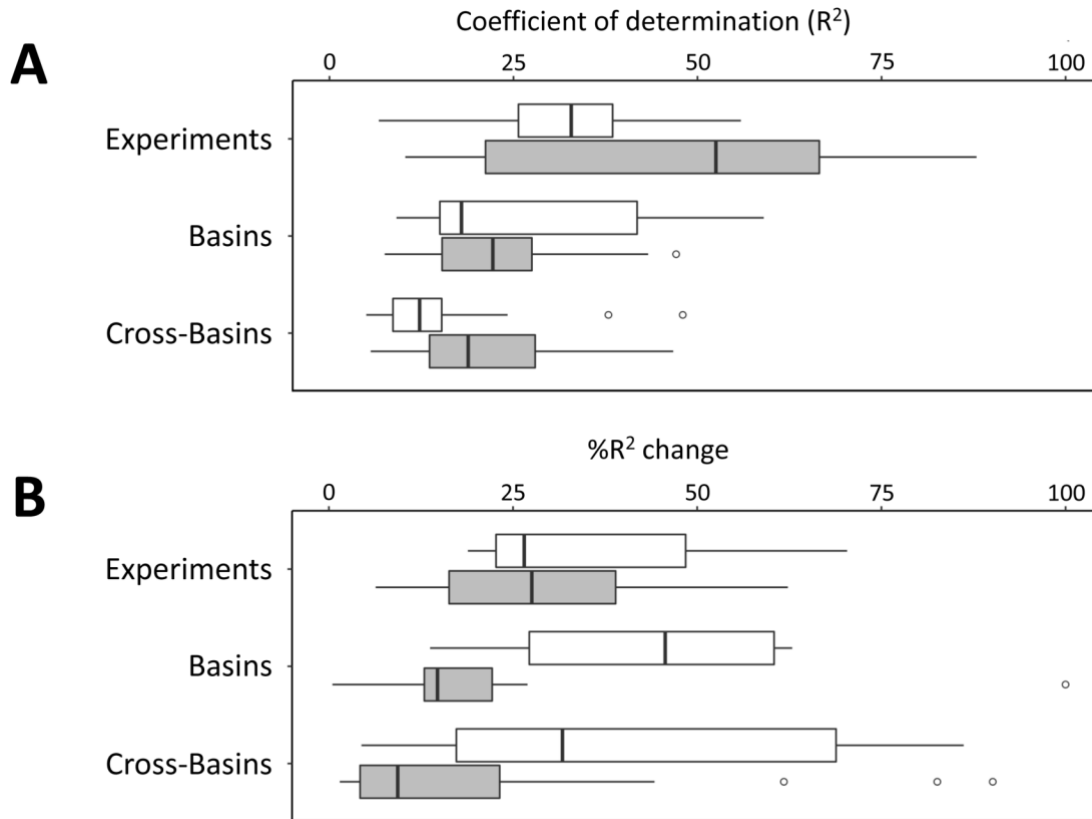 Coefficient of determination (R²)
A
0 25 50 75 100
Experiments
Basins
Cross-Basins
%R² change
B
0 25 50 75 100
Experiments
Basins
Cross-Basins